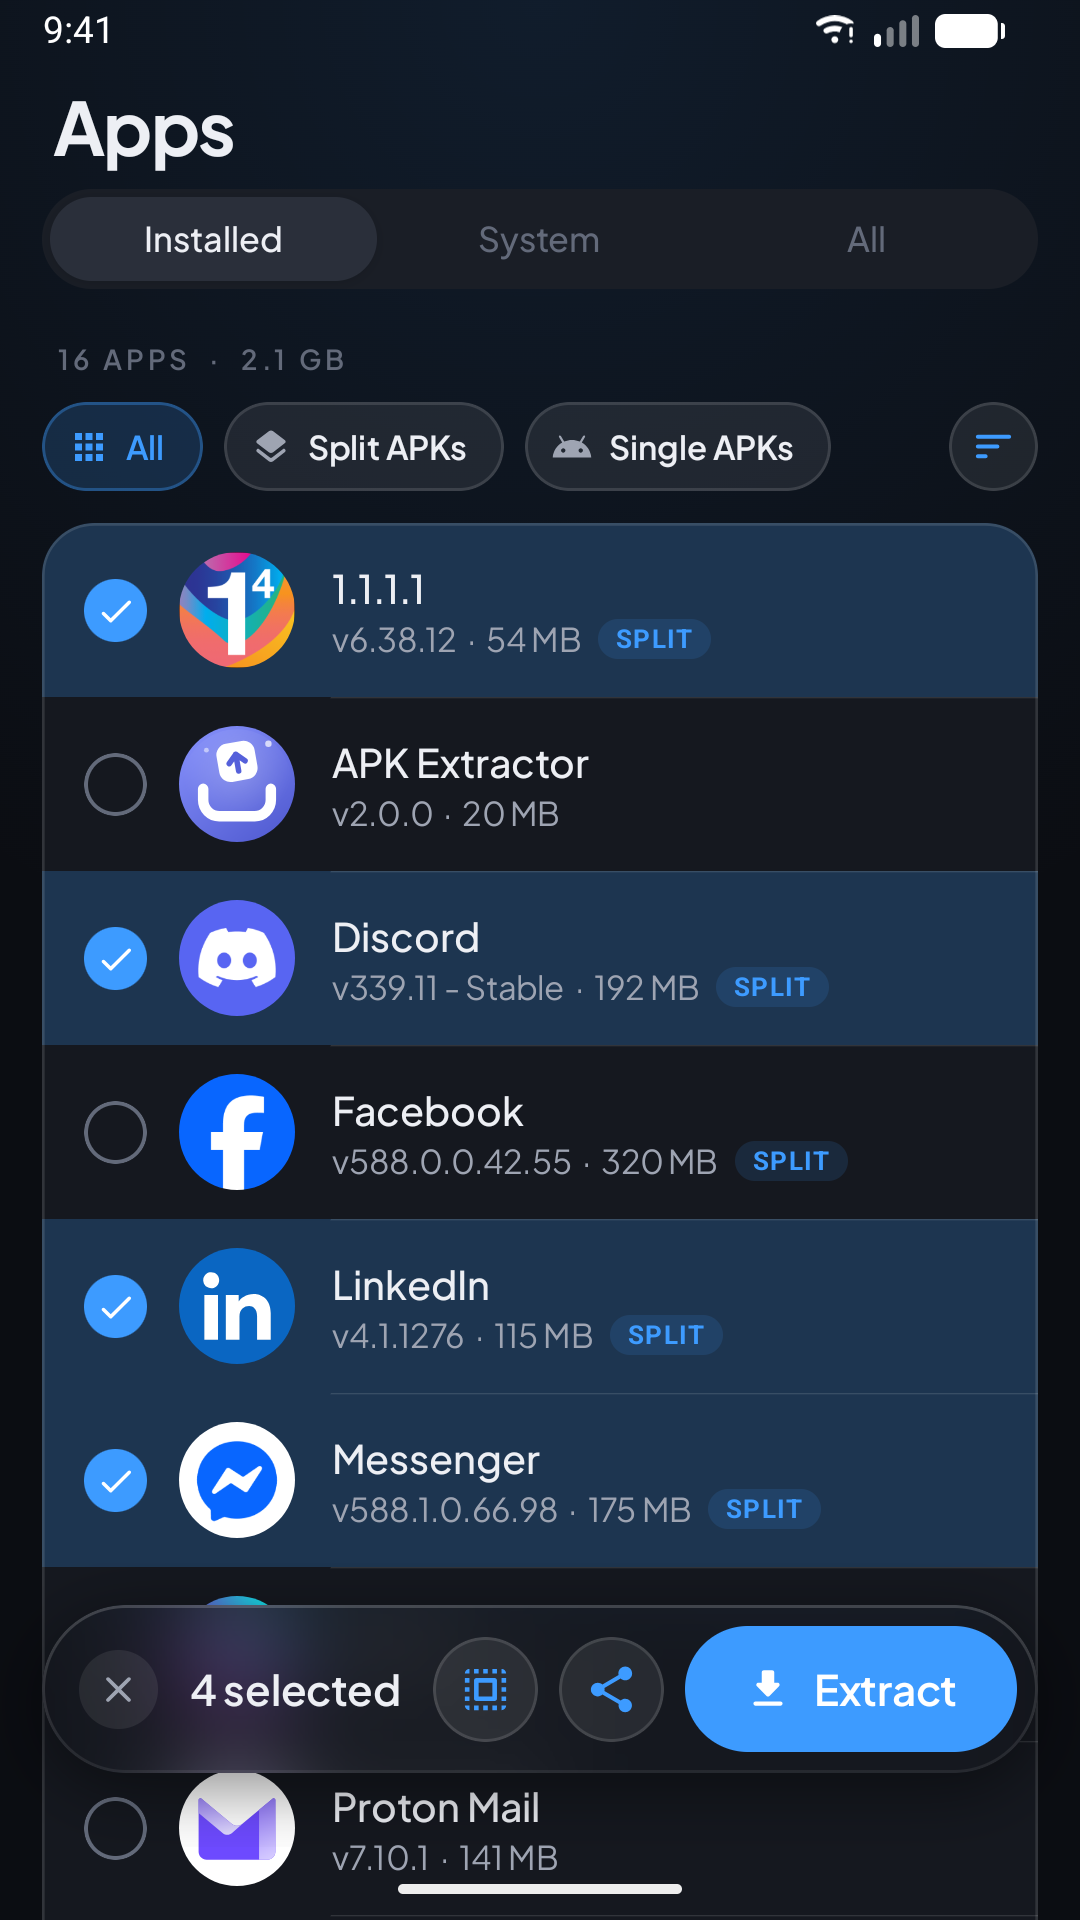 9:41
Apps
Installed System All
16 APPS · 2.1 GB
All Split APKs Single APKs
1.1.1.1
v6.38.12 · 54 MB SPLIT
APK Extractor
v2.0.0 · 20 MB
Discord
v339.11 - Stable · 192 MB SPLIT
Facebook
v588.0.0.42.55 · 320 MB SPLIT
LinkedIn
v4.1.1276 · 115 MB SPLIT
Messenger
v588.1.0.66.98 · 175 MB SPLIT
4 selected Extract
Proton Mail
v7.10.1 · 141 MB